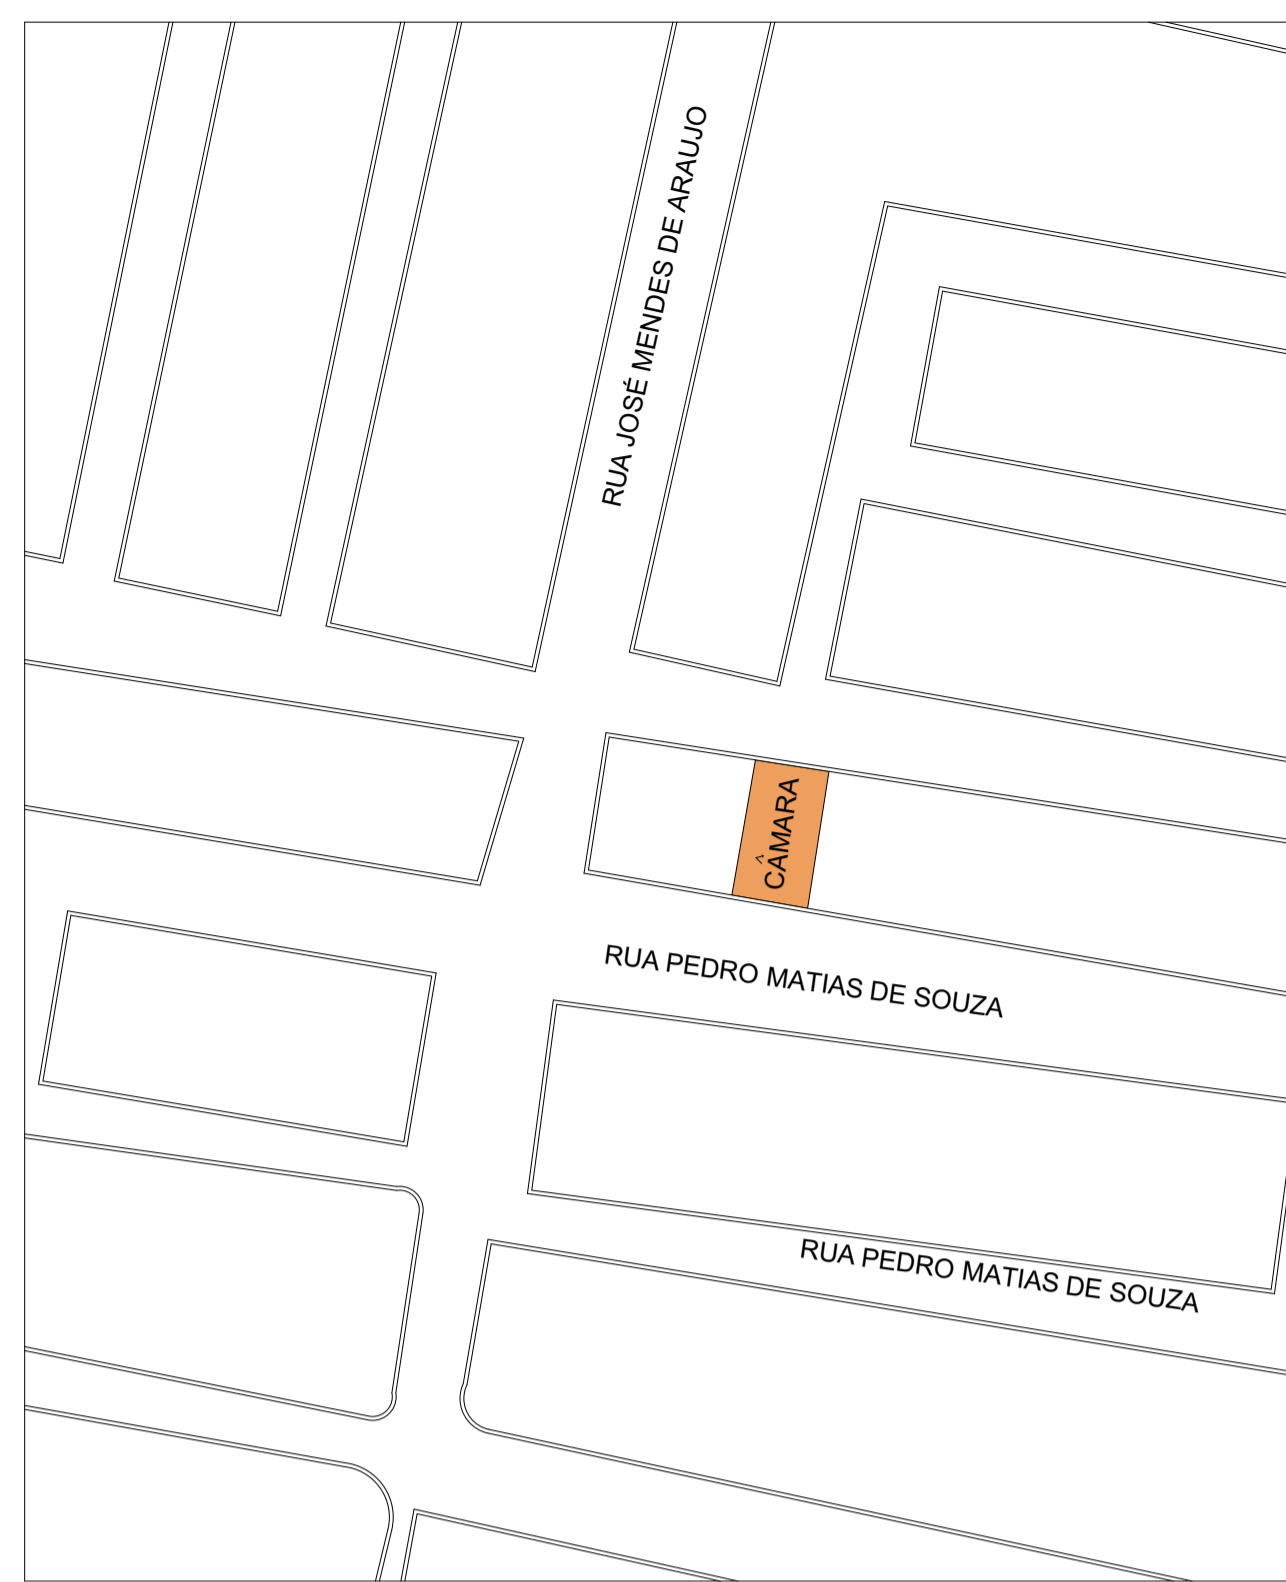 RUA JOSÉ MENDES DE ARAUJO
CÂMARA
RUA PEDRO MATIAS DE SOUZA
RUA PEDRO MATIAS DE SOUZA